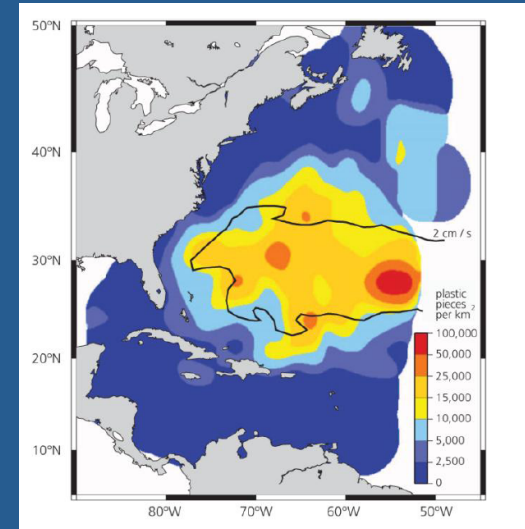 50°N
40°N
30°N
20°N
10°N
80°W 70°W 60°W 50°W
2 cm / s
plastic
pieces
per km²
100,000
50,000
25,000
15,000
10,000
5,000
2,500
0